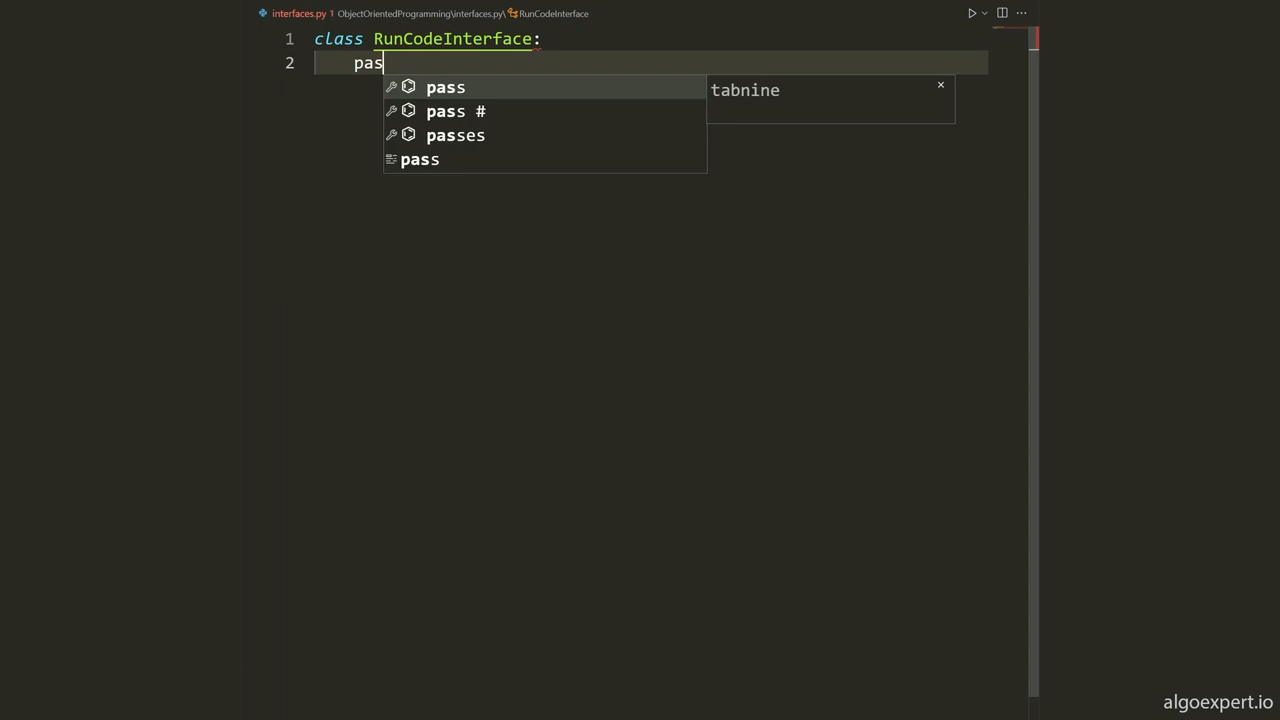 interfaces.py 1 ObjectOrientedProgramming\interfaces.py\ RunCodeInterface
1 class RunCodeInterface:
2 pas
pass
tabnine ×
pass #
passes
pass
algoexpert.io